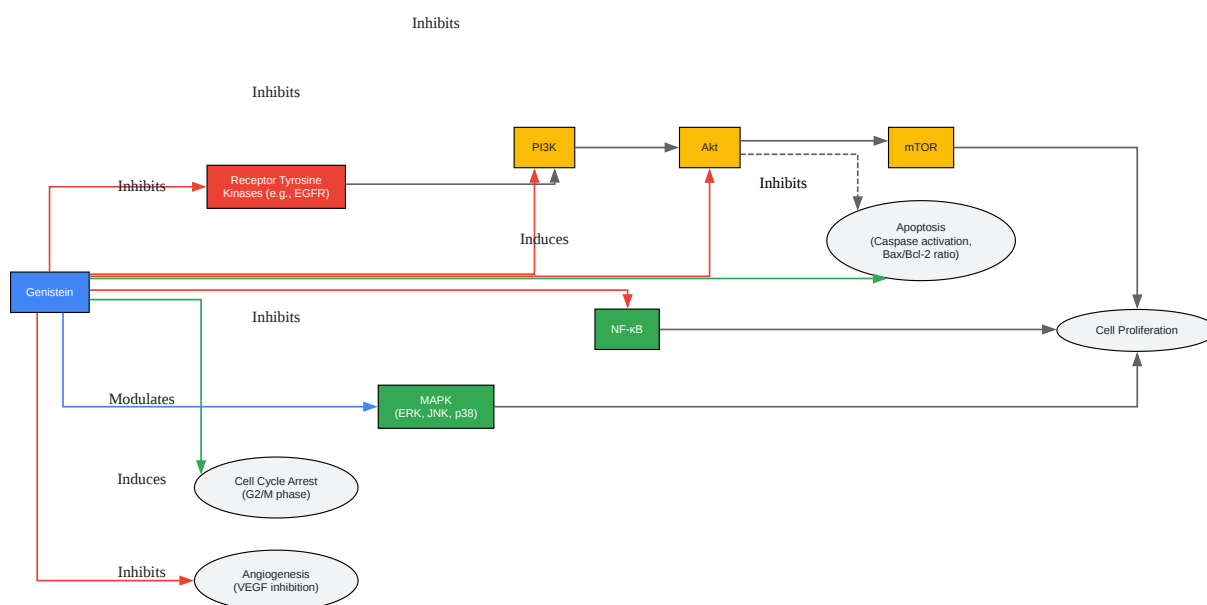 Inhibits
Inhibits
PI3K
Akt
mTOR
Receptor Tyrosine
Kinases (e.g., EGFR)
Inhibits
Inhibits
Apoptosis
(Caspase activation,
Bax/Bcl-2 ratio)
Induces
Genistein
Inhibits
NF-κB
Cell Proliferation
Modulates
MAPK
(ERK, JNK, p38)
Induces
Cell Cycle Arrest
(G2/M phase)
Inhibits
Angiogenesis
(VEGF inhibition)